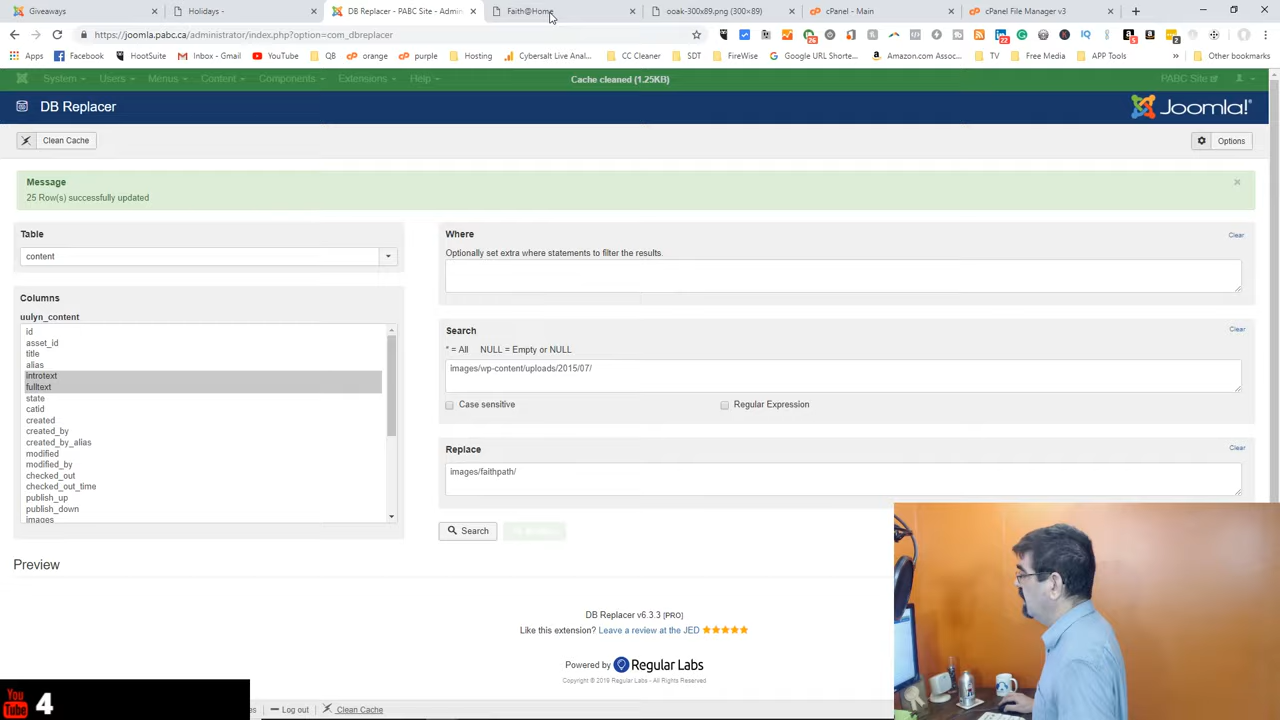 Giveaways
Holidays -
DB Replacer - PABC Site - Admin
Faith@Home
ooak-300x89.png (300×89)
cPanel - Main
cPanel File Manager v3
https://joomla.pabc.ca/administrator/index.php?option=com_dbreplacer
Apps
Facebook
HootSuite
YouTube
QB
orange
purple
Hosting
Cybersalt Live Anal...
CC Cleaner
SDT
FireWise
Google URL Shorte...
Amazon.com Assoc...
TV
Free Media
APP Tools
Other bookmarks
System
Users
Menus
Content
Components
Extensions
Help
Cache cleaned (1.25KB)
PABC Site
DB Replacer
Joomla!
Clean Cache
Options
Message
25 Row(s) successfully updated
Table
content
Columns
uulyn_content
id
asset_id
title
alias
introtext
fulltext
state
catid
created
created_by
created_by_alias
modified
modified_by
checked_out
checked_out_time
publish_up
publish_down
images
Where
Clear
Optionally set extra where statements to filter the results.
Search
Clear
* = All NULL = Empty or NULL
images/wp-content/uploads/2015/07/
Case sensitive
Regular Expression
Replace
Clear
images/faithpath/
Search
Preview
DB Replacer v6.3.3 [PRO]
Like this extension? Leave a review at the JED
Powered by Regular Labs
Copyright © 2019 Regular Labs - All Rights Reserved
Log out
Clean Cache
You
Tube
4